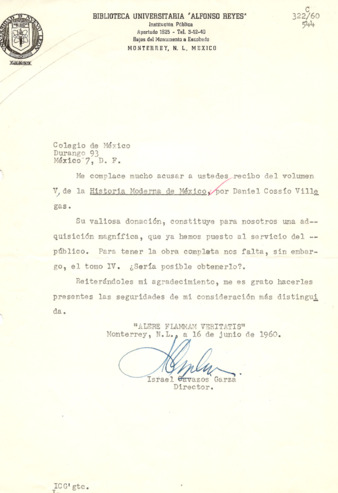 BIBLIOTECA UNIVERSITARIA "ALFONSO REYES"
Institución Pública
Apartado 1825 - Tel.
Bajos del Monumento a Escobedo
MONTERREY, N. L. MEXICO
C
322/60
Colegio de México
Durango 93
México 7, D. F.
Me complace mucho acusar a ustedes recibo del volumen
V, de la Historia Moderna de México, por Daniel Cossío Ville
gas.
Su valiosa donación, constituye para nosotros una ad--
quisición magnífica, que ya hemos puesto al servicio del --
público. Para tener la obra completa nos falta, sin embar-
go, el tomo IV. ¿Sería posible obtenerlo?.
Reiterándoles mi agradecimiento, me es grato hacerles
presentes las seguridades de mi consideración más distingui
da.
"ALERE FLAMMAM VERITATIS"
Monterrey, N.L., a 16 de junio de 1960.
Israel Cavazos Garza
Director.
ICG'gtc.